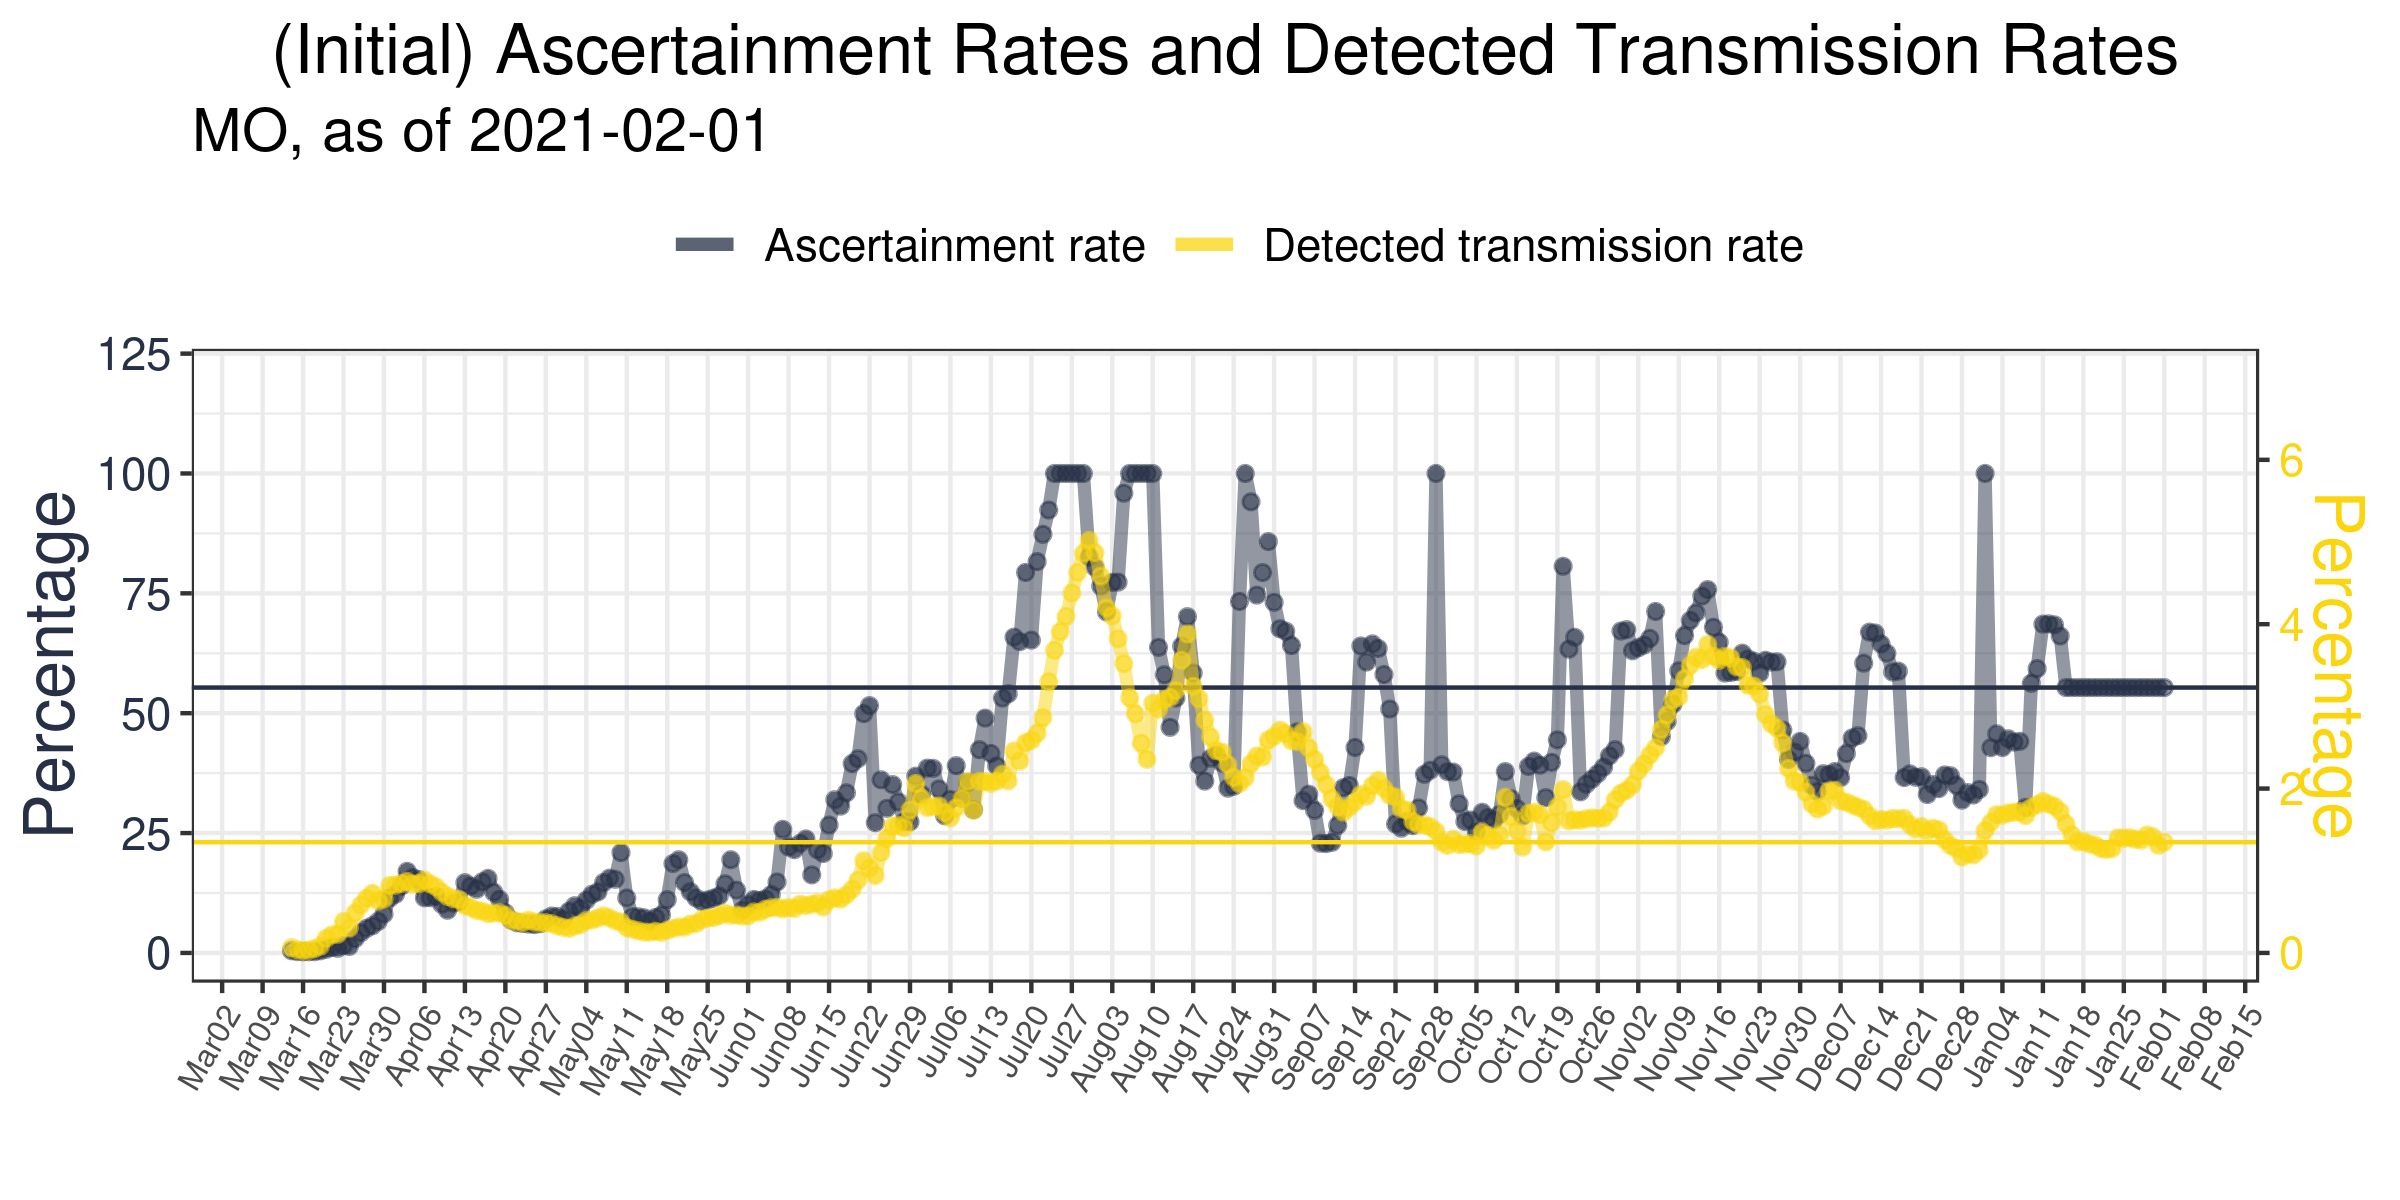 (Initial) Ascertainment Rates and Detected Transmission Rates
MO, as of 2021-02-01
Ascertainment rate
Detected transmission rate
125
100
75
50
25
0
Percentage
6
4
2
0
Percentage
Mar02
Mar09
Mar16
Mar23
Mar30
Apr06
Apr13
Apr20
Apr27
May04
May11
May18
May25
Jun01
Jun08
Jun15
Jun22
Jun29
Jul06
Jul13
Jul20
Jul27
Aug03
Aug10
Aug17
Aug24
Aug31
Sep07
Sep14
Sep21
Sep28
Oct05
Oct12
Oct19
Oct26
Nov02
Nov09
Nov16
Nov23
Nov30
Dec07
Dec14
Dec21
Dec28
Jan04
Jan11
Jan18
Jan25
Feb01
Feb08
Feb15